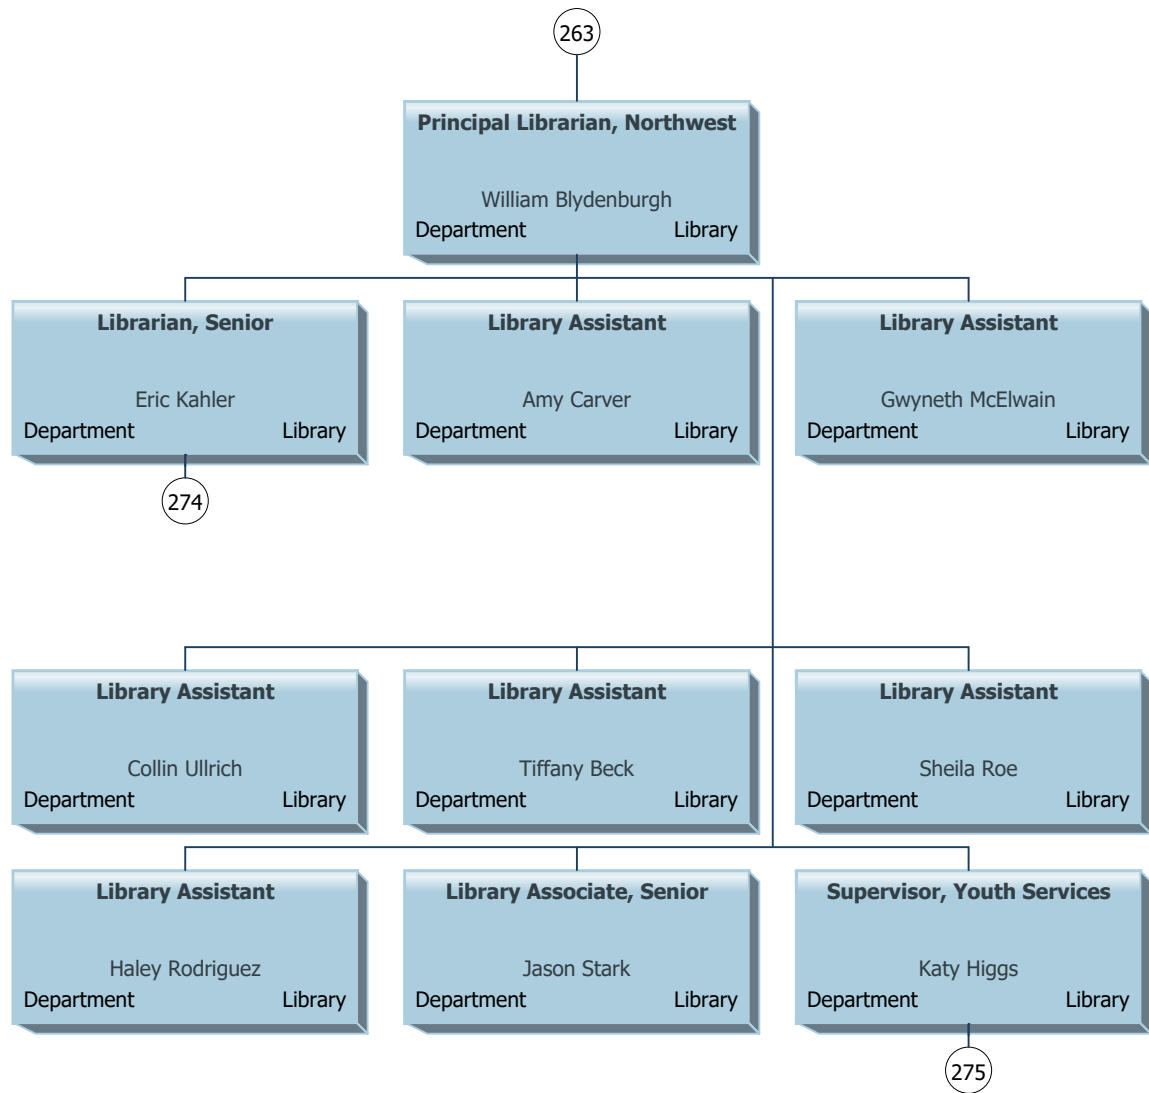 263
Principal Librarian, Northwest
William Blydenburgh
Department Library
Librarian, Senior
Eric Kahler
Department Library
274
Library Assistant
Amy Carver
Department Library
Library Assistant
Gwyneth McElwain
Department Library
Library Assistant
Collin Ullrich
Department Library
Library Assistant
Tiffany Beck
Department Library
Library Assistant
Sheila Roe
Department Library
Library Assistant
Haley Rodriguez
Department Library
Library Associate, Senior
Jason Stark
Department Library
Supervisor, Youth Services
Katy Higgs
Department Library
275